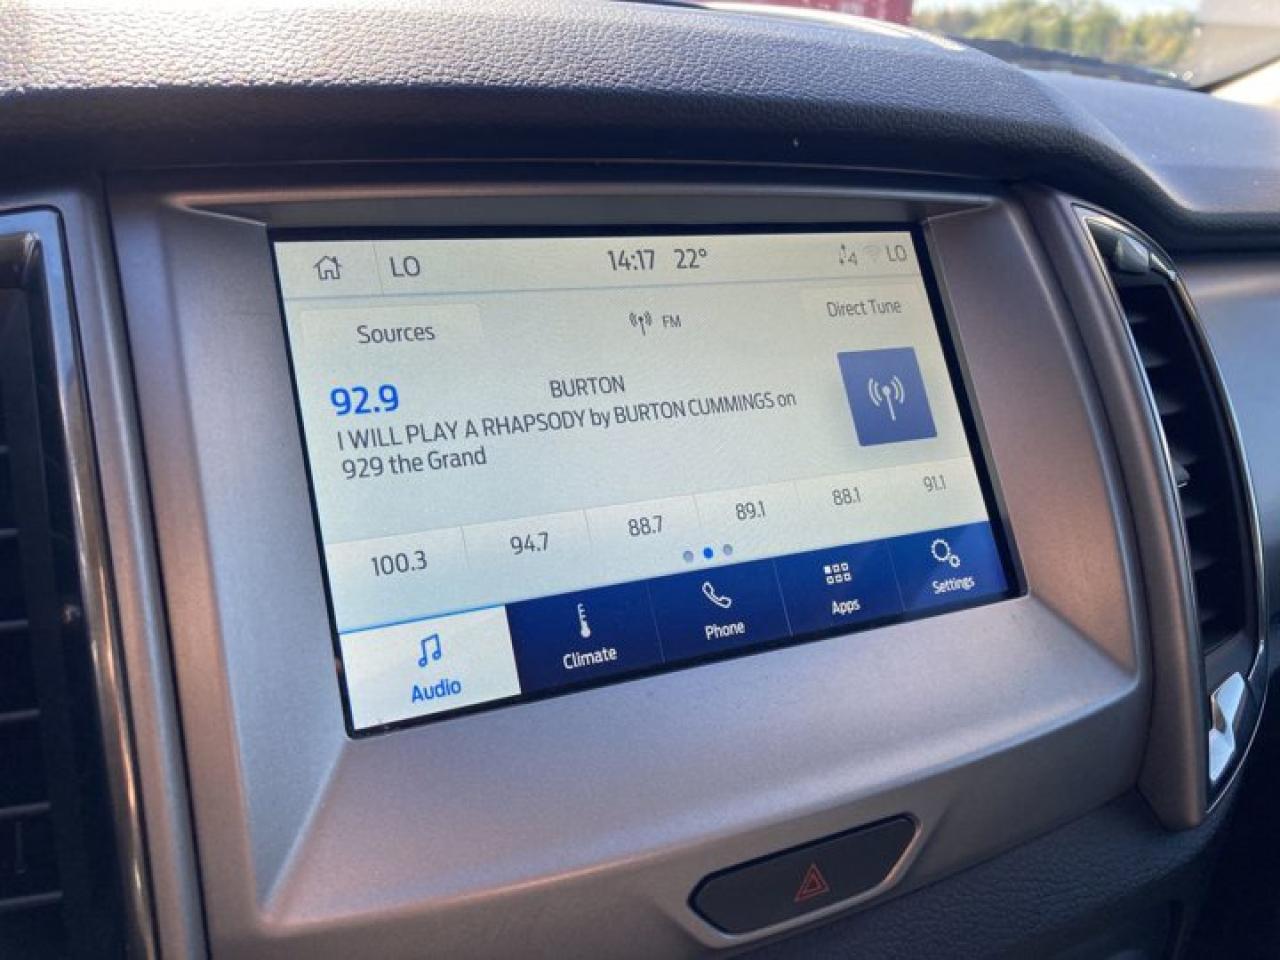 LO 14:17 22° 4 LO
Sources FM Direct Tune
92.9 BURTON
I WILL PLAY A RHAPSODY by BURTON CUMMINGS on
929 the Grand
100.3 94.7 88.7 89.1 88.1 91.1
Audio Climate Phone Apps Settings